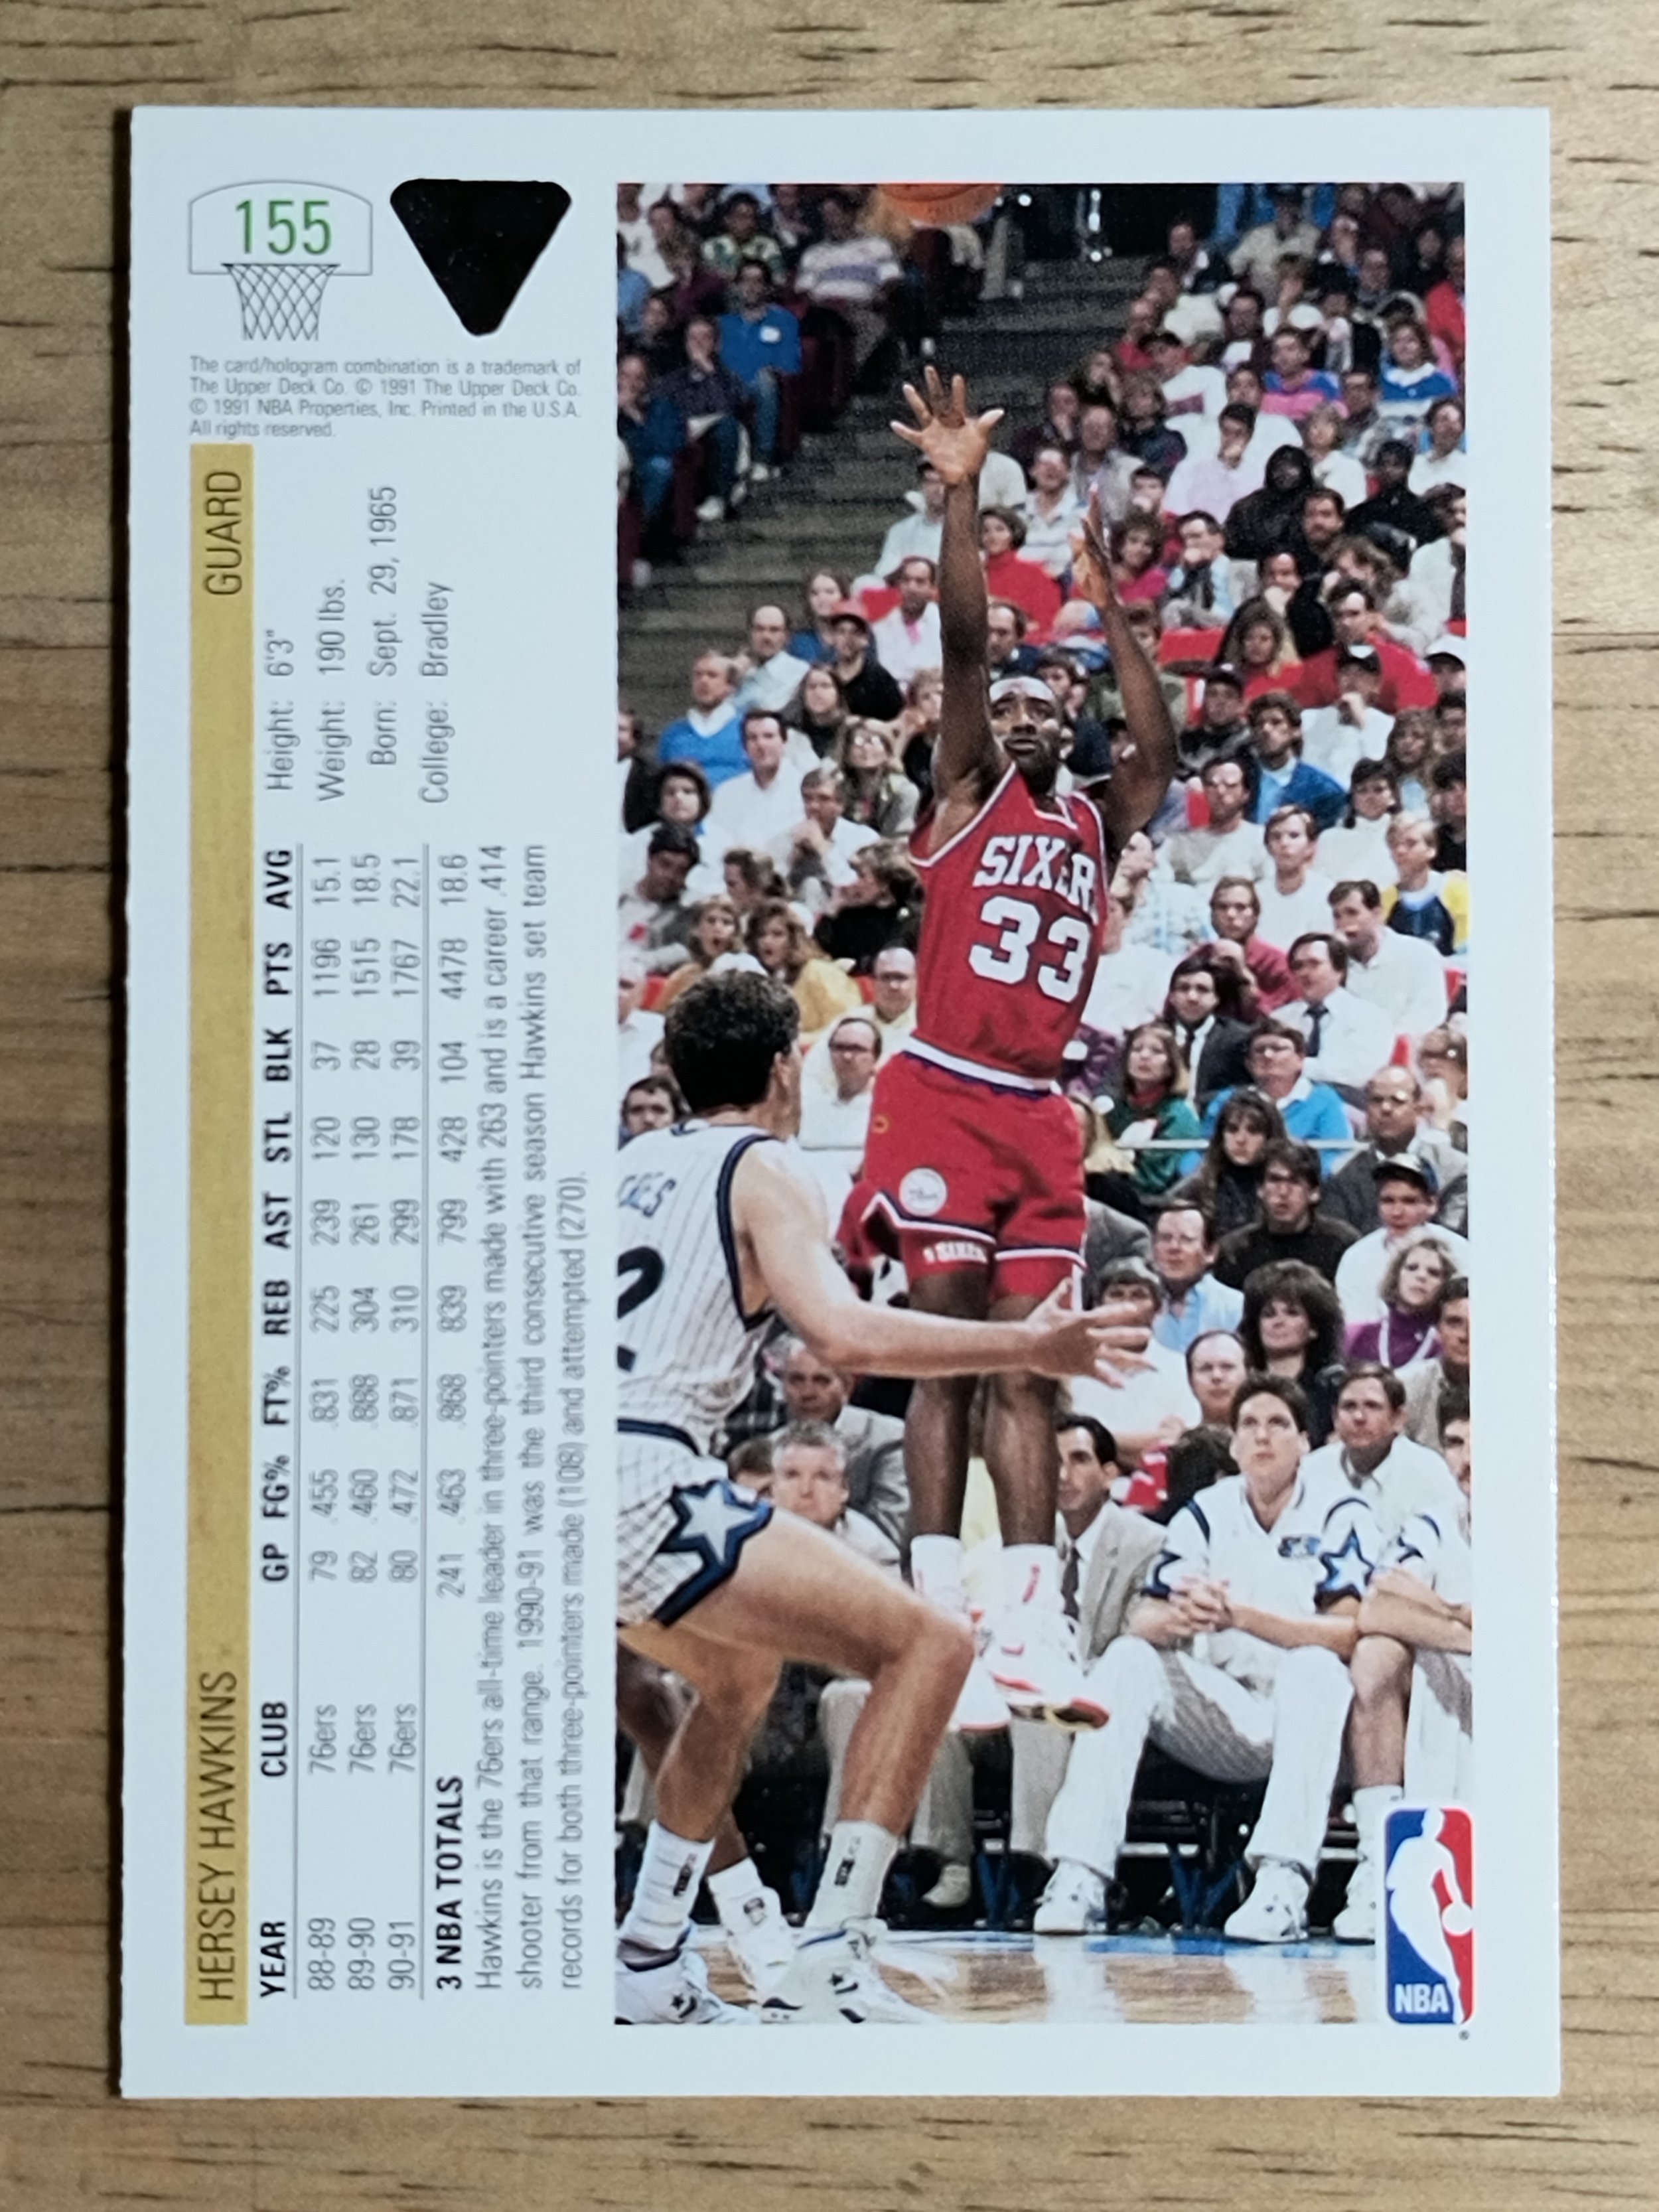 155
The card/hologram combination is a trademark of
The Upper Deck Co. © 1991 The Upper Deck Co.
© 1991 NBA Properties, Inc. Printed in the U.S.A.
All rights reserved.
HERSEY HAWKINS GUARD
YEAR CLUB GP FG% FT% REB AST STL BLK PTS AVG
88-89 76ers 79 .455 .831 225 239 120 37 1196 15.1
89-90 76ers 82 .460 .888 304 261 130 28 1515 18.5
90-91 76ers 80 .472 .871 310 299 178 39 1767 22.1
3 NBA TOTALS 241 .463 .868 839 799 428 104 4478 18.6
Height: 6'3"
Weight: 190 lbs.
Born: Sept. 29, 1965
College: Bradley
Hawkins is the 76ers all-time leader in three-pointers made with 263 and is a career .414
shooter from that range. 1990-91 was the third consecutive season Hawkins set team
records for both three-pointers made (108) and attempted (270).
SIXER
33
2
NBA